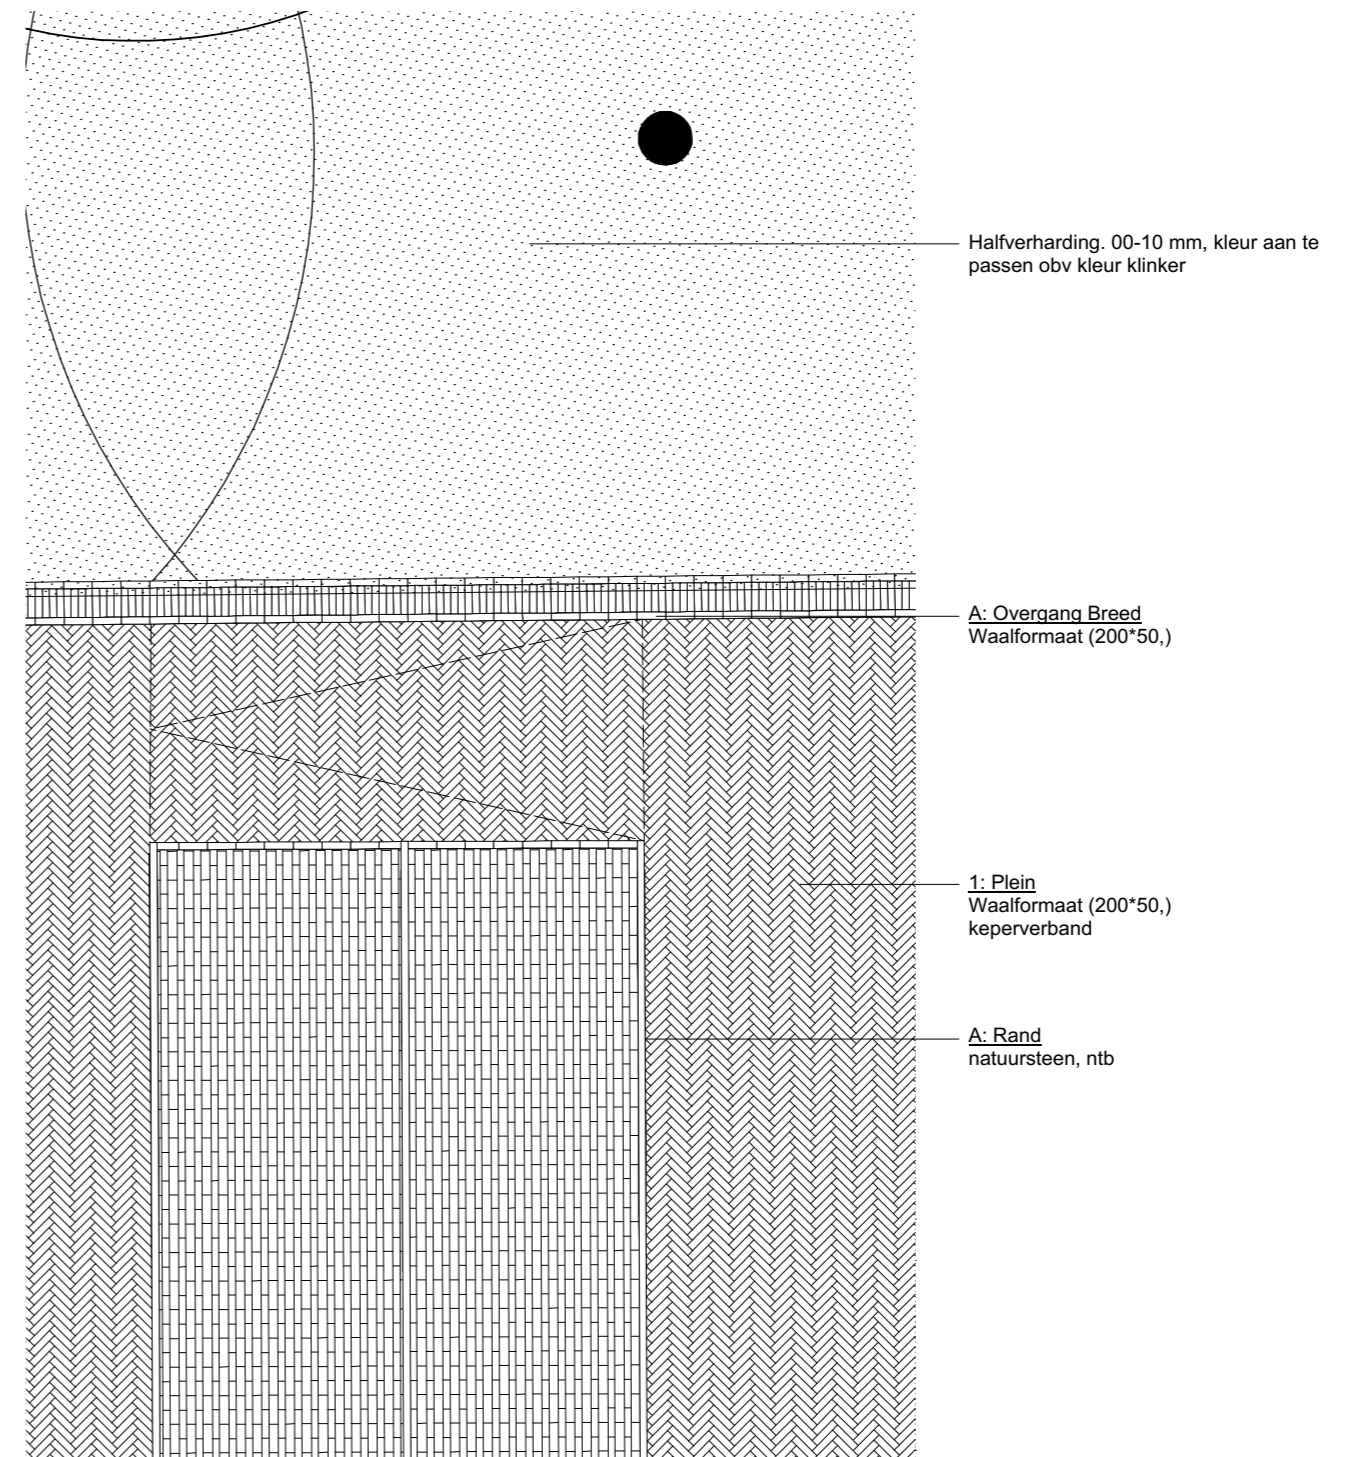 Halfverharding. 00-10 mm, kleur aan te
passen obv kleur klinker
A: Overgang Breed
Waalformaat (200*50,)
1: Plein
Waalformaat (200*50,)
keperverband
A: Rand
natuursteen, ntb